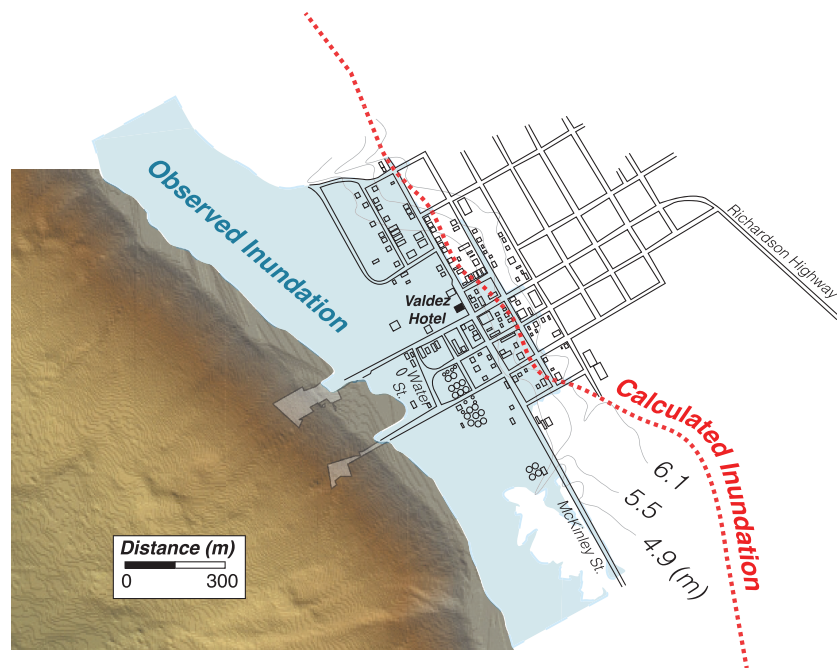 Observed Inundation
Richardson Highway
Valdez
Hotel
Water
0 St.
Calculated Inundation
6.1
5.5
4.9 (m)
McKinley St.
Distance (m)
0 300